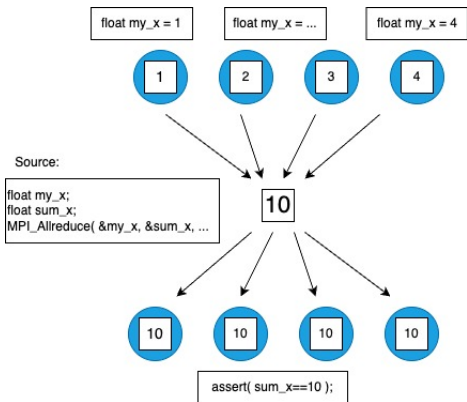 float my_x = 1
float my_x = ...
float my_x = 4
1
2
3
4
Source:
float my_x;
float sum_x;
MPI_Allreduce( &my_x, &sum_x, ...
10
10
10
10
10
assert( sum_x==10 );